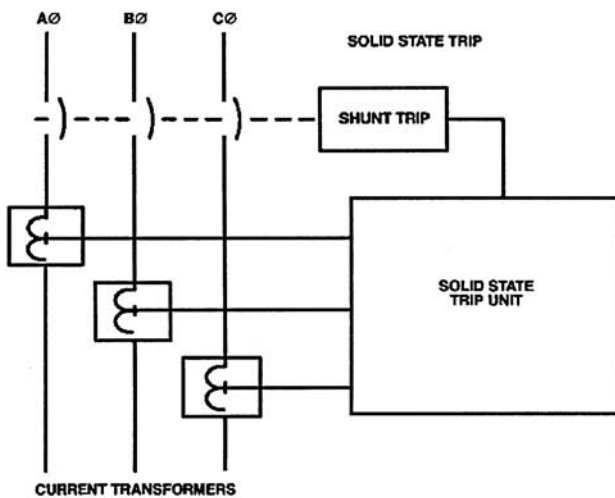 AØ BØ CØ
SOLID STATE TRIP
SHUNT TRIP
SOLID STATE
TRIP UNIT
CURRENT TRANSFORMERS